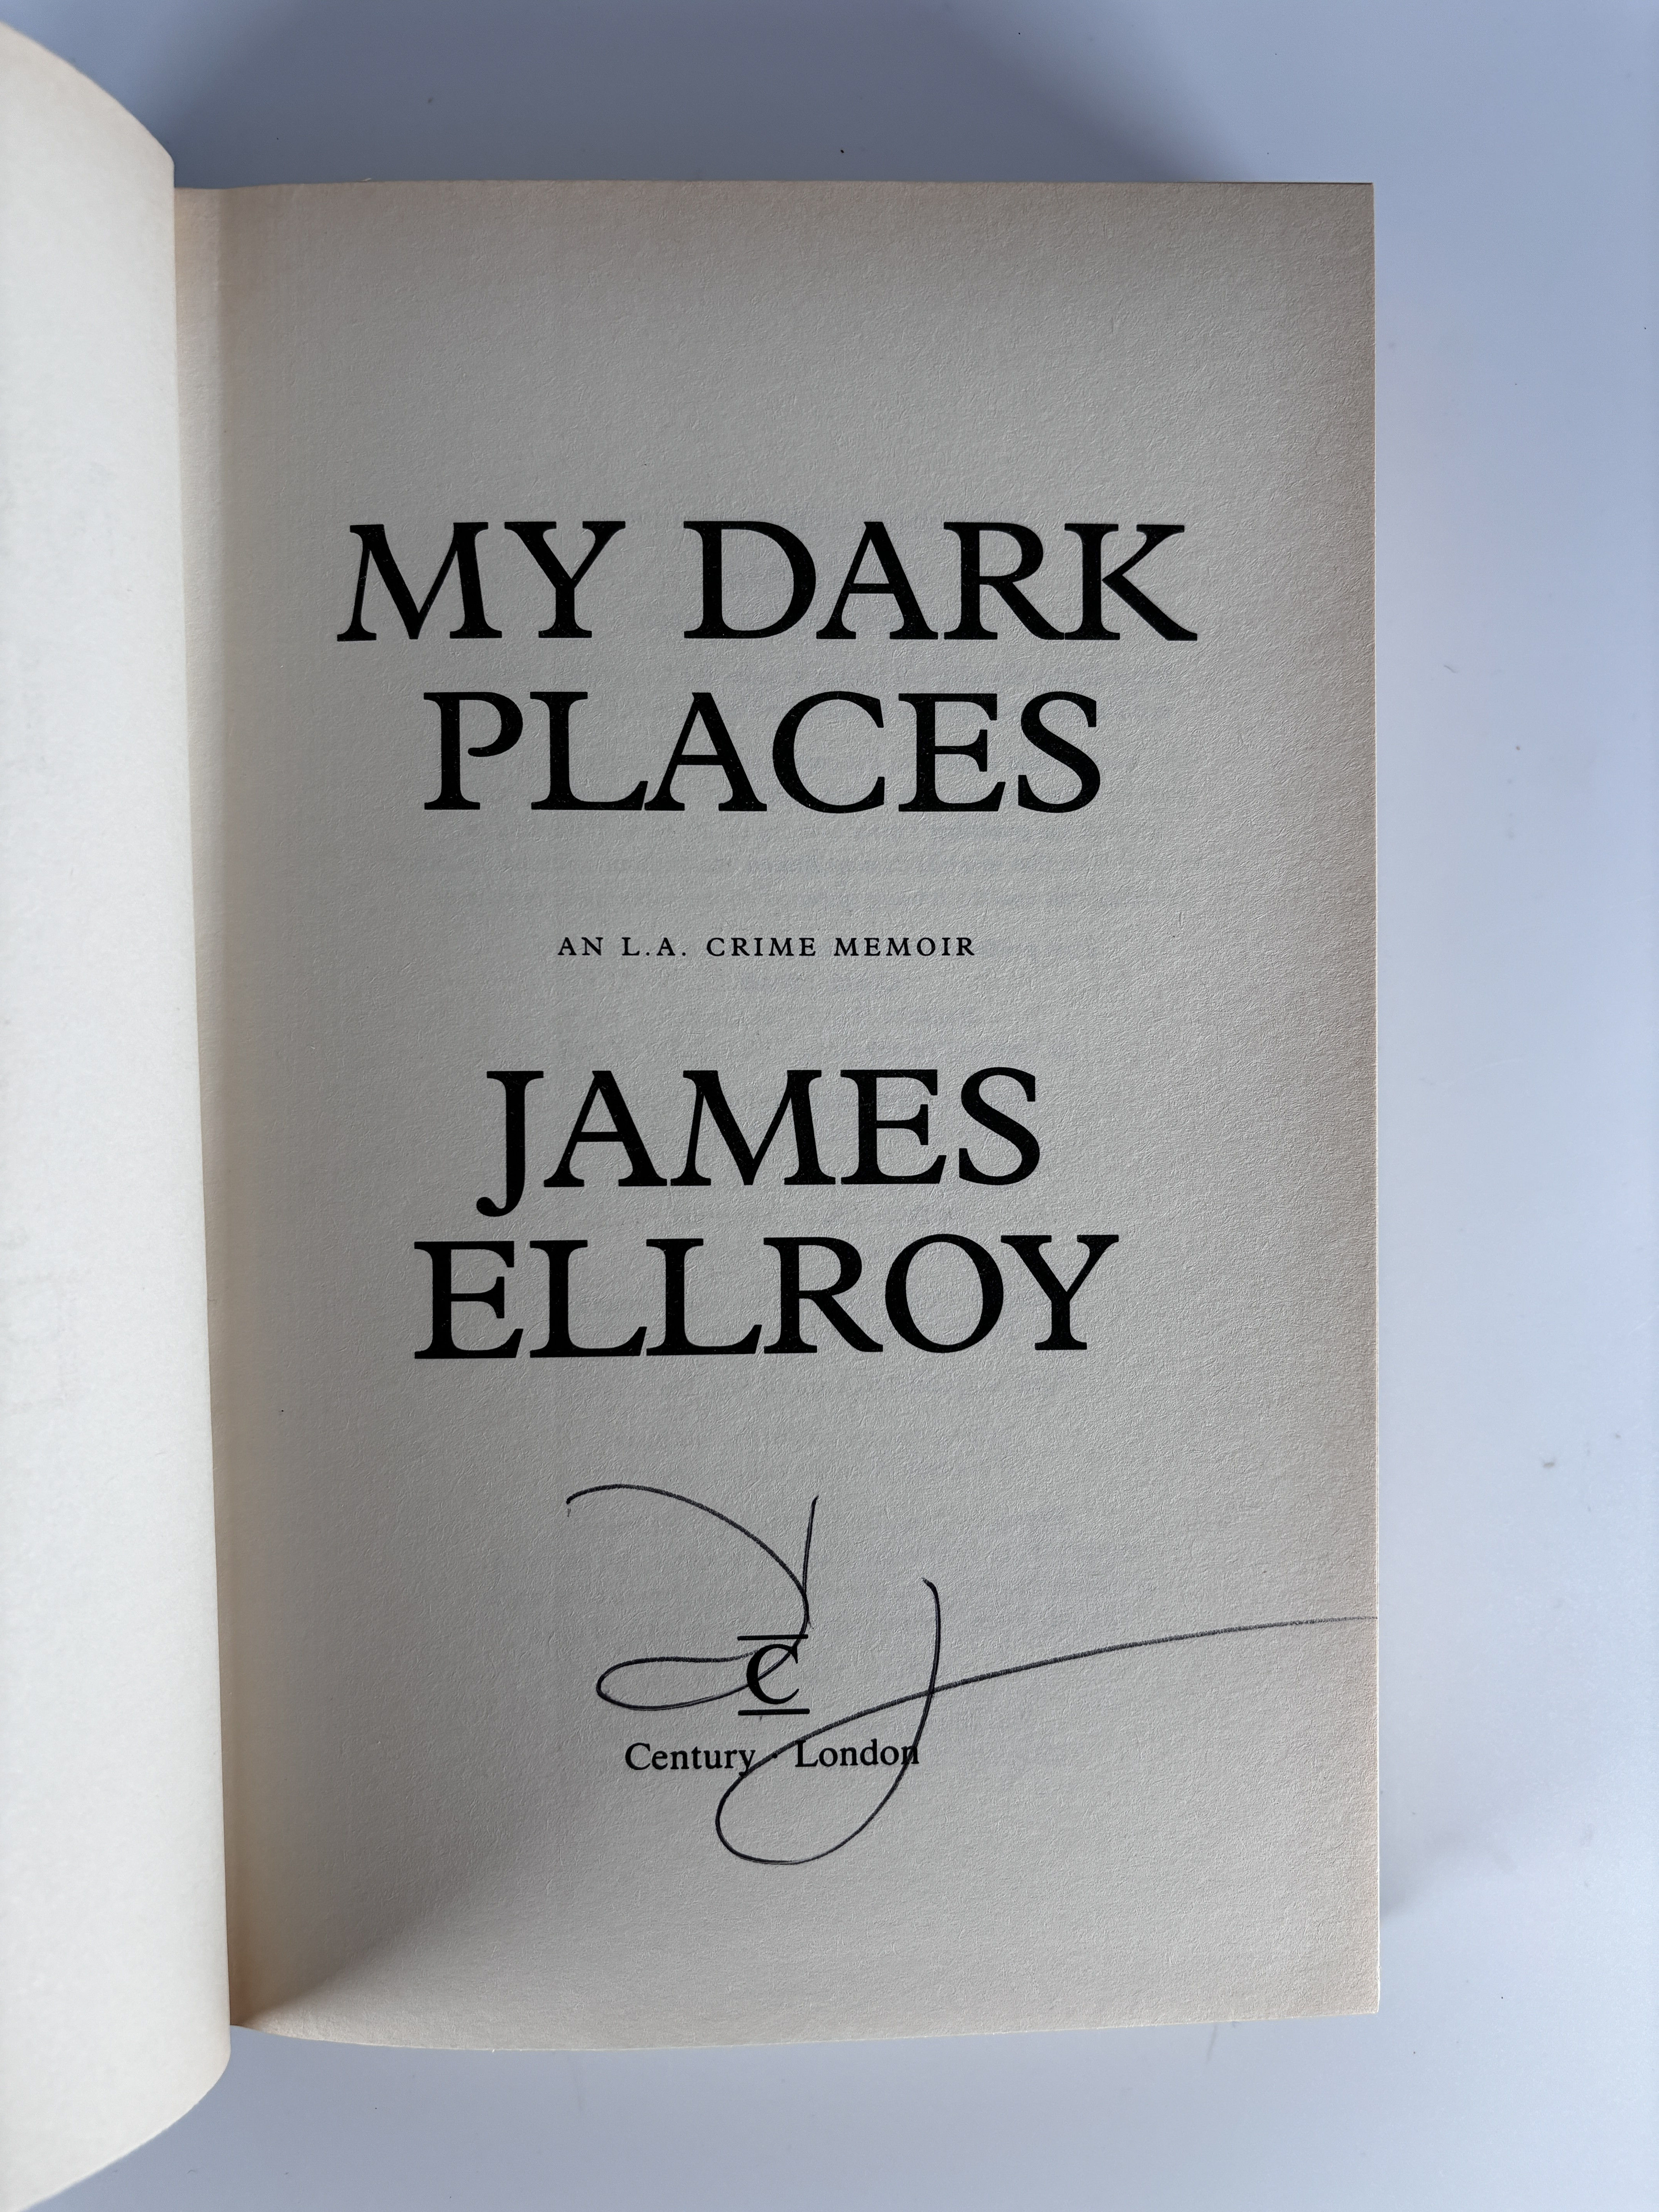 MY DARK
PLACES
AN L.A. CRIME MEMOIR
JAMES
ELLROY
C
Century · London